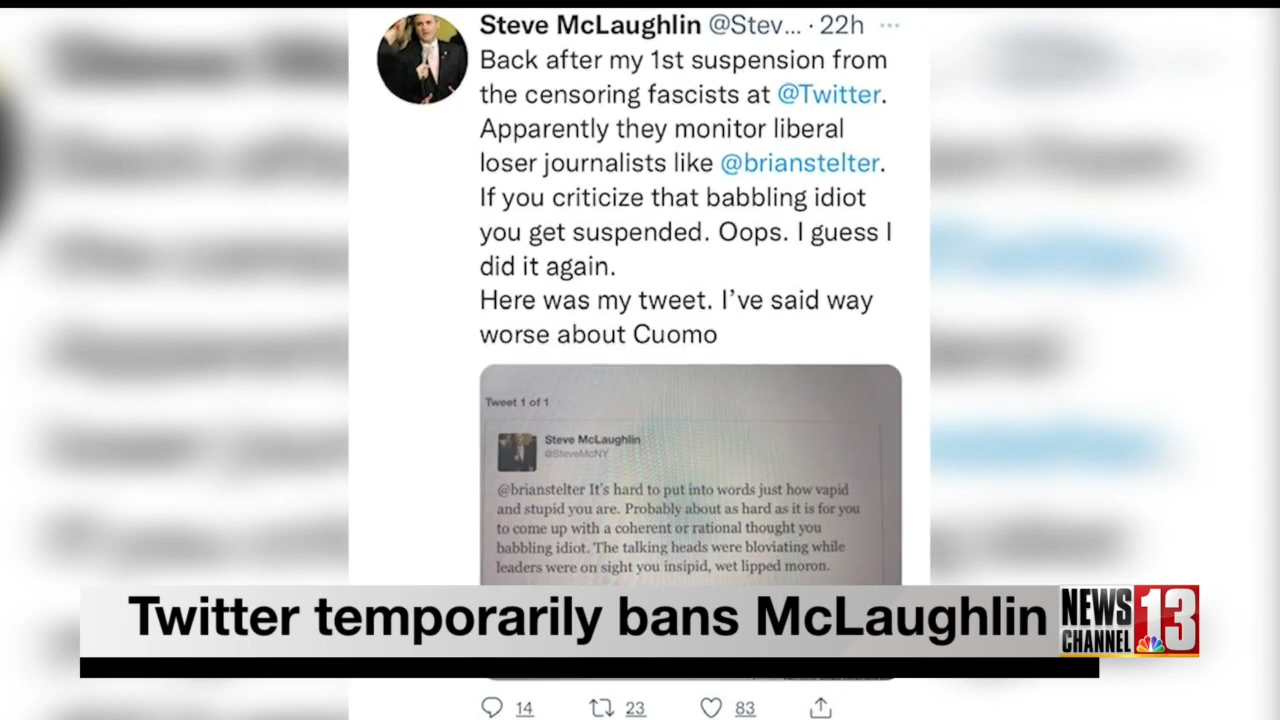 Steve McLaughlin @Stev... · 22h ...
Back after my 1st suspension from
the censoring fascists at @Twitter.
Apparently they monitor liberal
loser journalists like @brianstelter.
If you criticize that babbling idiot
you get suspended. Oops. I guess I
did it again.
Here was my tweet. I've said way
worse about Cuomo
Tweet 1 of 1
Steve McLaughlin
@SteveMcNY
@brianstelter It's hard to put into words just how vapid
and stupid you are. Probably about as hard as it is for you
to come up with a coherent or rational thought you
babbling idiot. The talking heads were bloviating while
leaders were on sight you insipid, wet lipped moron.
Twitter temporarily bans McLaughlin
NEWS
CHANNEL
13
14 23 83